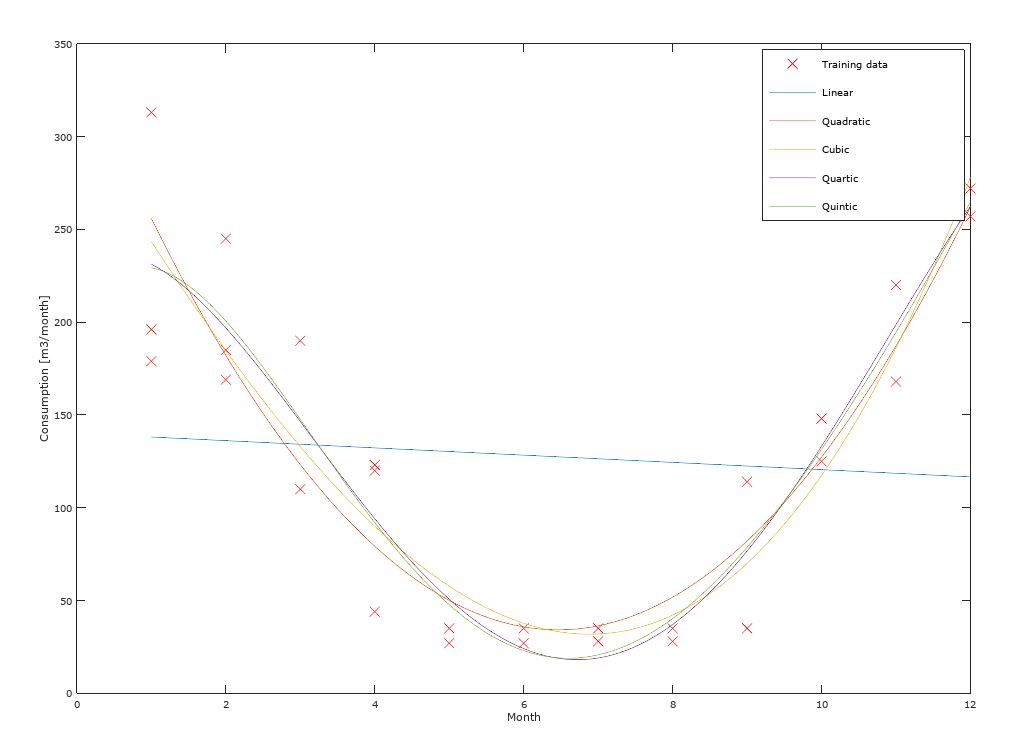 350
300
250
200
150
100
50
0
Consumption [m3/month]
0 2 4 6 8 10 12
Month
Training data
Linear
Quadratic
Cubic
Quartic
Quintic